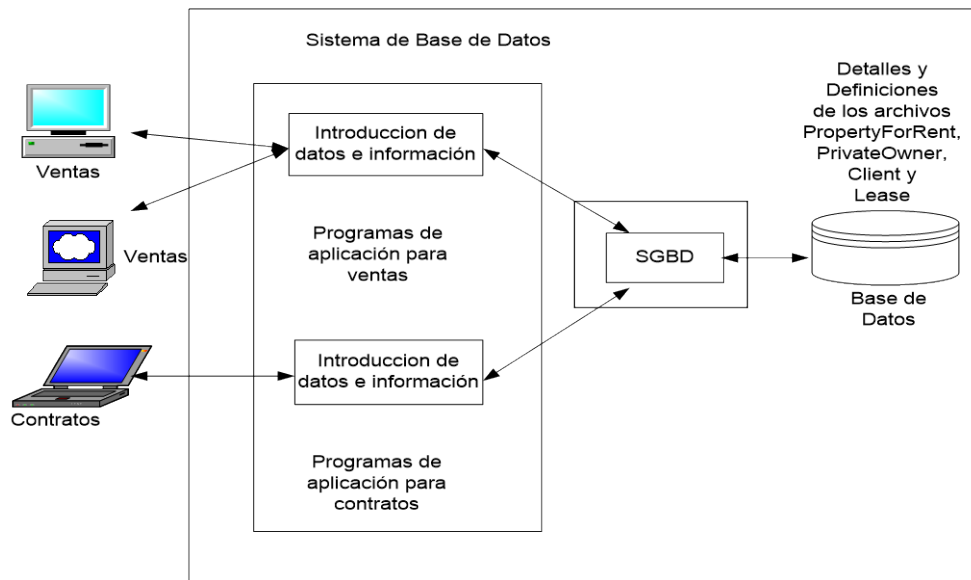 Sistema de Base de Datos
Ventas
Ventas
Contratos
Introduccion de
datos e información
Programas de
aplicación para
ventas
Introduccion de
datos e información
Programas de
aplicación para
contratos
SGBD
Detalles y
Definiciones
de los archivos
PropertyForRent,
PrivateOwner,
Client y
Lease
Base de
Datos